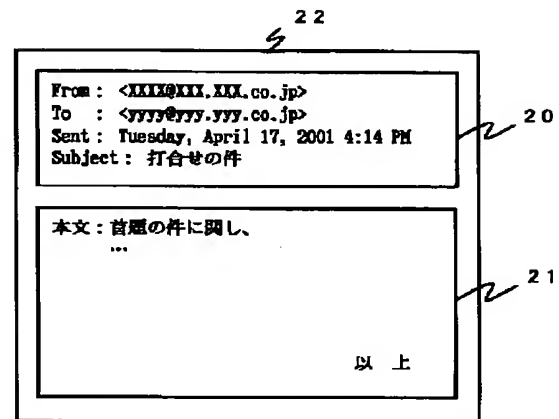 22
From : <XXXX@XXX.XXX.co.jp>
To : <yyyy@yyy.yyy.co.jp>
Sent : Tuesday, April 17, 2001 4:14 PM
Subject : 打合せの件
20
本文：首題の件に関し、
…
21
以 上